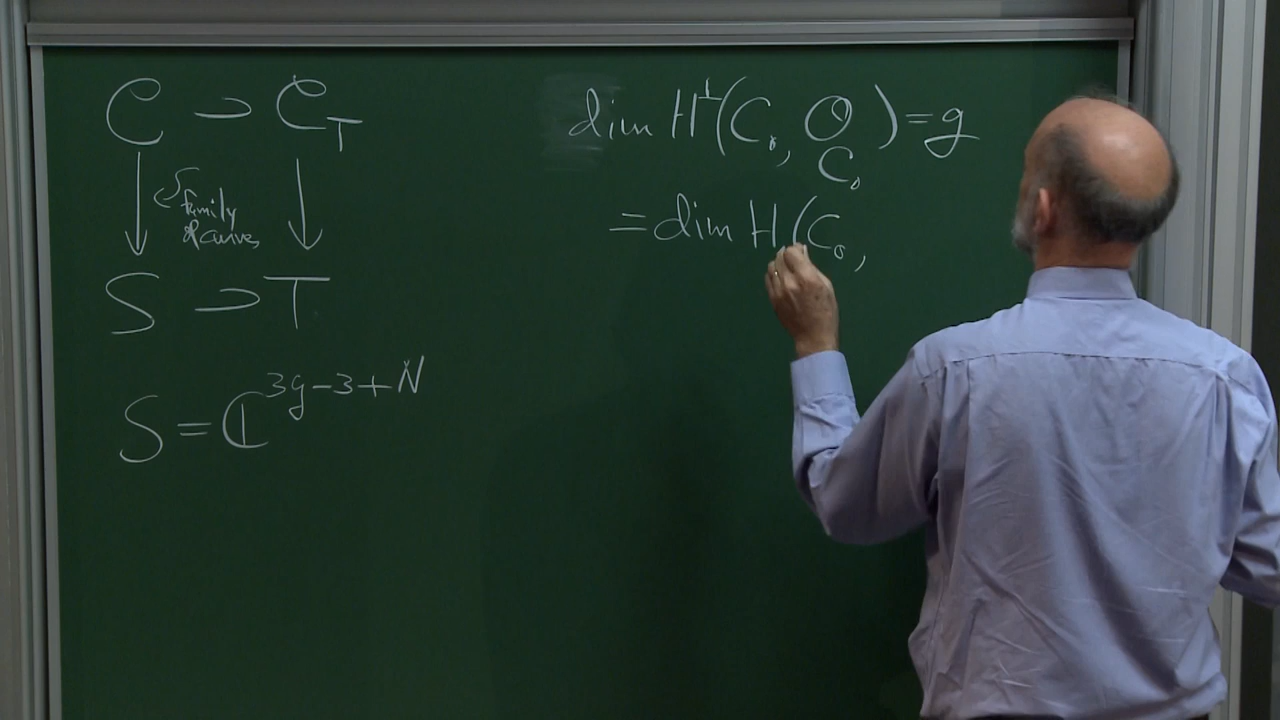 C → C_T
↓ family of curves ↓
S → T
S = ℂ^{3g-3+N}
dim H^1(C_0, O_{C_0}) = g
= dim H (C_0,